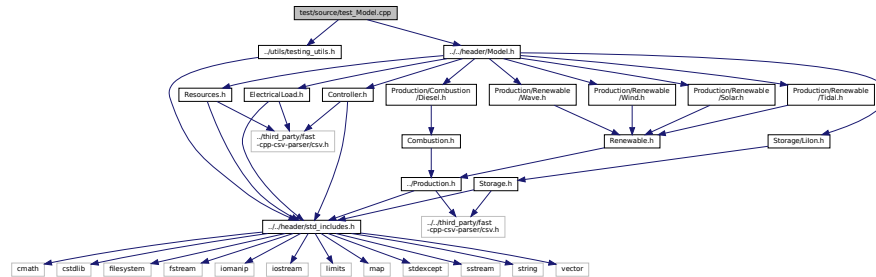 test/source/test_Model.cpp
../utils/testing_utils.h
../../header/Model.h
Resources.h
ElectricalLoad.h
Controller.h
Production/Combustion
/Diesel.h
Production/Renewable
/Wave.h
Production/Renewable
/Wind.h
Production/Renewable
/Solar.h
Production/Renewable
/Tidal.h
../third_party/fast
-cpp-csv-parser/csv.h
Combustion.h
Renewable.h
Storage/LiIon.h
../Production.h
Storage.h
../../header/std_includes.h
../../third_party/fast
-cpp-csv-parser/csv.h
cmath
cstdlib
filesystem
fstream
iomanip
iostream
limits
map
stdexcept
sstream
string
vector